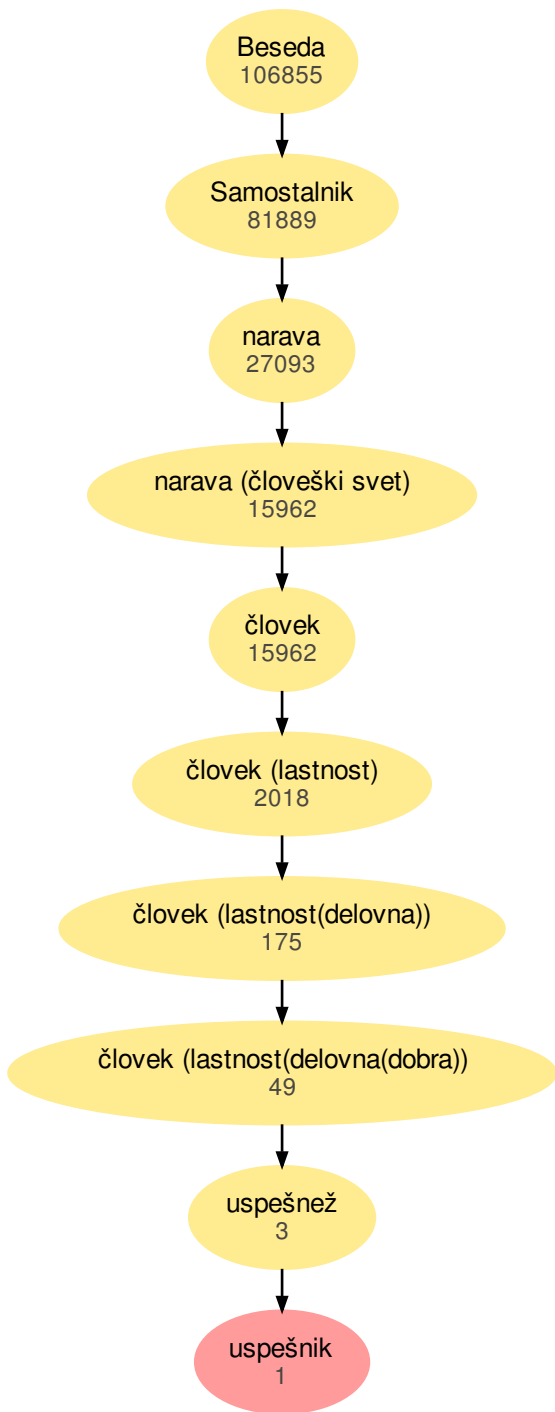 Beseda
106855
Samostalnik
81889
narava
27093
narava (človeški svet)
15962
človek
15962
človek (lastnost)
2018
človek (lastnost(delovna))
175
človek (lastnost(delovna(dobra))
49
uspešnež
3
uspešnik
1